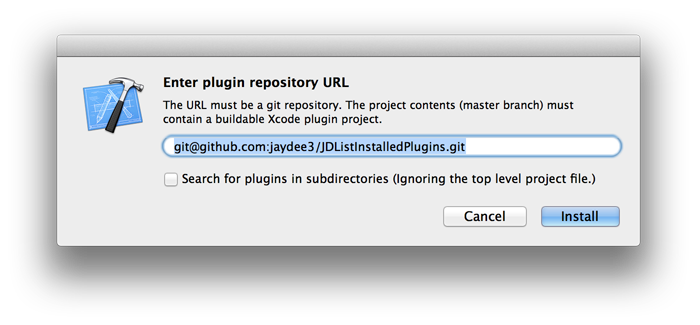 Enter plugin repository URL
The URL must be a git repository. The project contents (master branch) must
contain a buildable Xcode plugin project.
git@github.com:jaydee3/JDListInstalledPlugins.git
Search for plugins in subdirectories (Ignoring the top level project file.)
Cancel Install